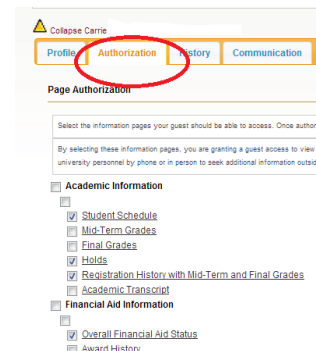 Collapse Carrie
Profile Authorization History Communication
Page Authorization
Select the information pages your guest should be able to access. Once author
By selecting these information pages, you are granting a guest access to view
university personnel by phone or in person to seek additional information outsid
Academic Information
Student Schedule
Mid-Term Grades
Final Grades
Holds
Registration History with Mid-Term and Final Grades
Academic Transcript
Financial Aid Information
Overall Financial Aid Status
Award History